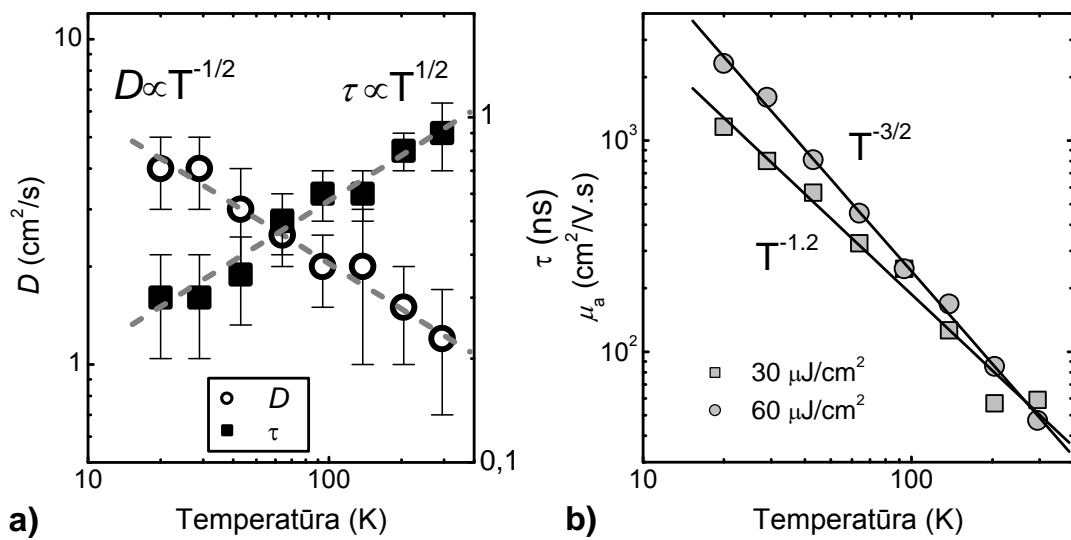 10
1
D (cm²/s)
D∝T^-1/2
τ∝T^1/2
D
τ
1
0,1
τ (ns)
10
100
Temperatūra (K)
a)
10³
10²
μₐ (cm²/V.s)
T^-3/2
T^-1.2
30 μJ/cm²
60 μJ/cm²
10
100
Temperatūra (K)
b)